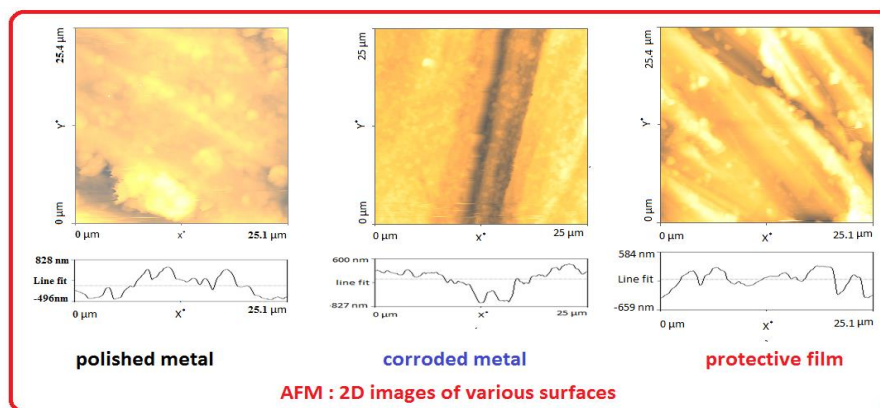 25.4 µm
Y*
0 µm
0 µm
X*
25.1 µm
828 nm
Line fit
-496nm
0 µm
X*
25.1 µm
polished metal
25 µm
Y*
0 µm
0 µm
X*
25 µm
600 nm
line fit
-827 nm
0 µm
X*
25 µm
corroded metal
25.4 µm
Y*
0 µm
0 µm
X*
25.1 µm
584 nm
Line fit
-659 nm
0 µm
X*
25.1 µm
protective film
AFM : 2D images of various surfaces